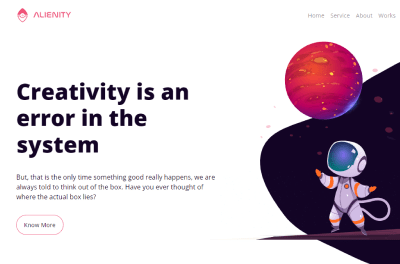 ALIENITY
Home Service About Works
Creativity is an
error in the
system
But, that is the only time something good really happens, we are
always told to think out of the box. Have you ever thought of
where the actual box lies?
Know More